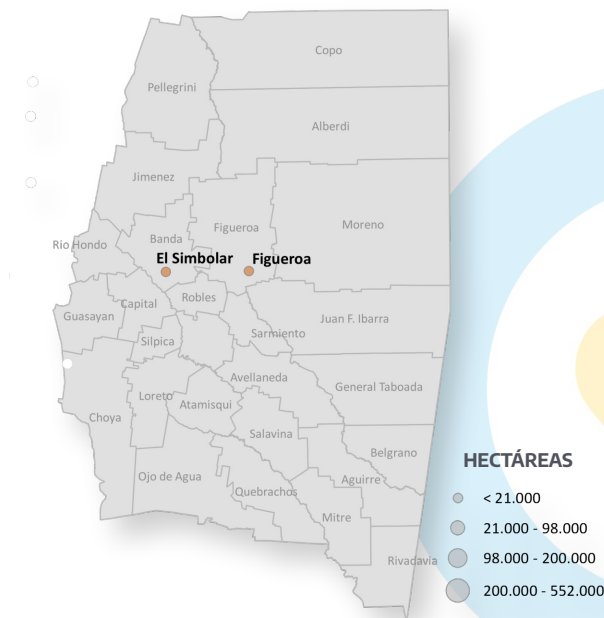 Copo
Pellegrini
Alberdi
Jimenez
Moreno
Figueroa
Banda
Rio Hondo
El Simbolar
Figueroa
Robles
Capital
Guasayan
Juan F. Ibarra
Sarmiento
Silpica
Avellaneda
General Taboada
Loreto
Atamisqui
Choya
Salavina
Belgrano
Ojo de Agua
Aguirre
Quebrachos
Mitre
Rivadavia
HECTÁREAS
< 21.000
21.000 - 98.000
98.000 - 200.000
200.000 - 552.000